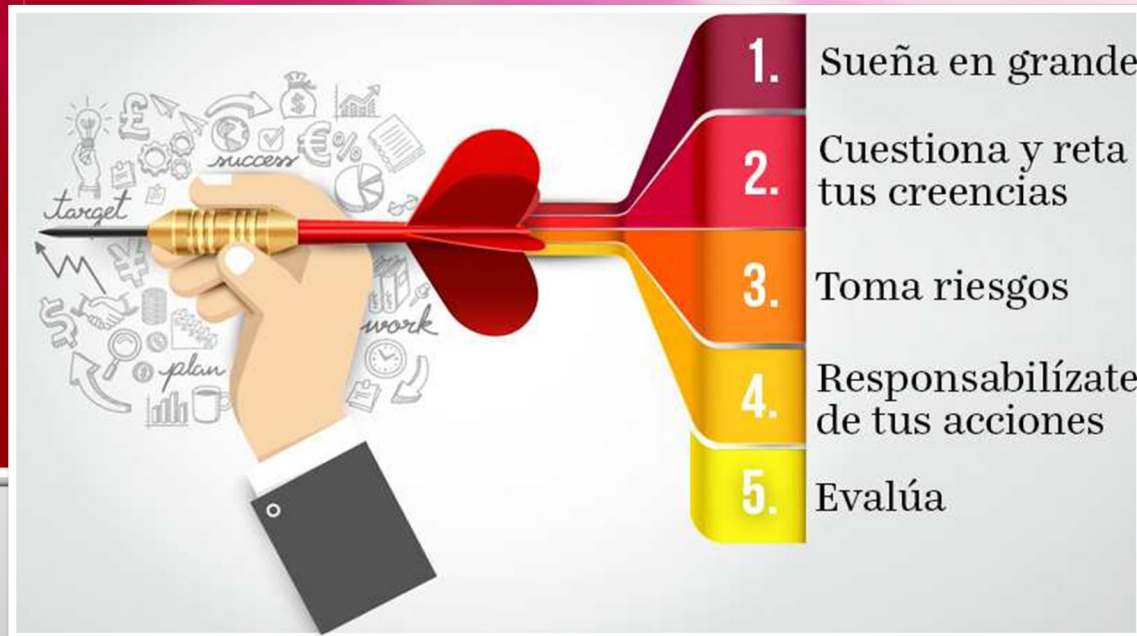 success
target
work
plan
1.
Sueña en grande
2.
Cuestiona y reta
tus creencias
3.
Toma riesgos
4.
Responsabilízate
de tus acciones
5.
Evalúa